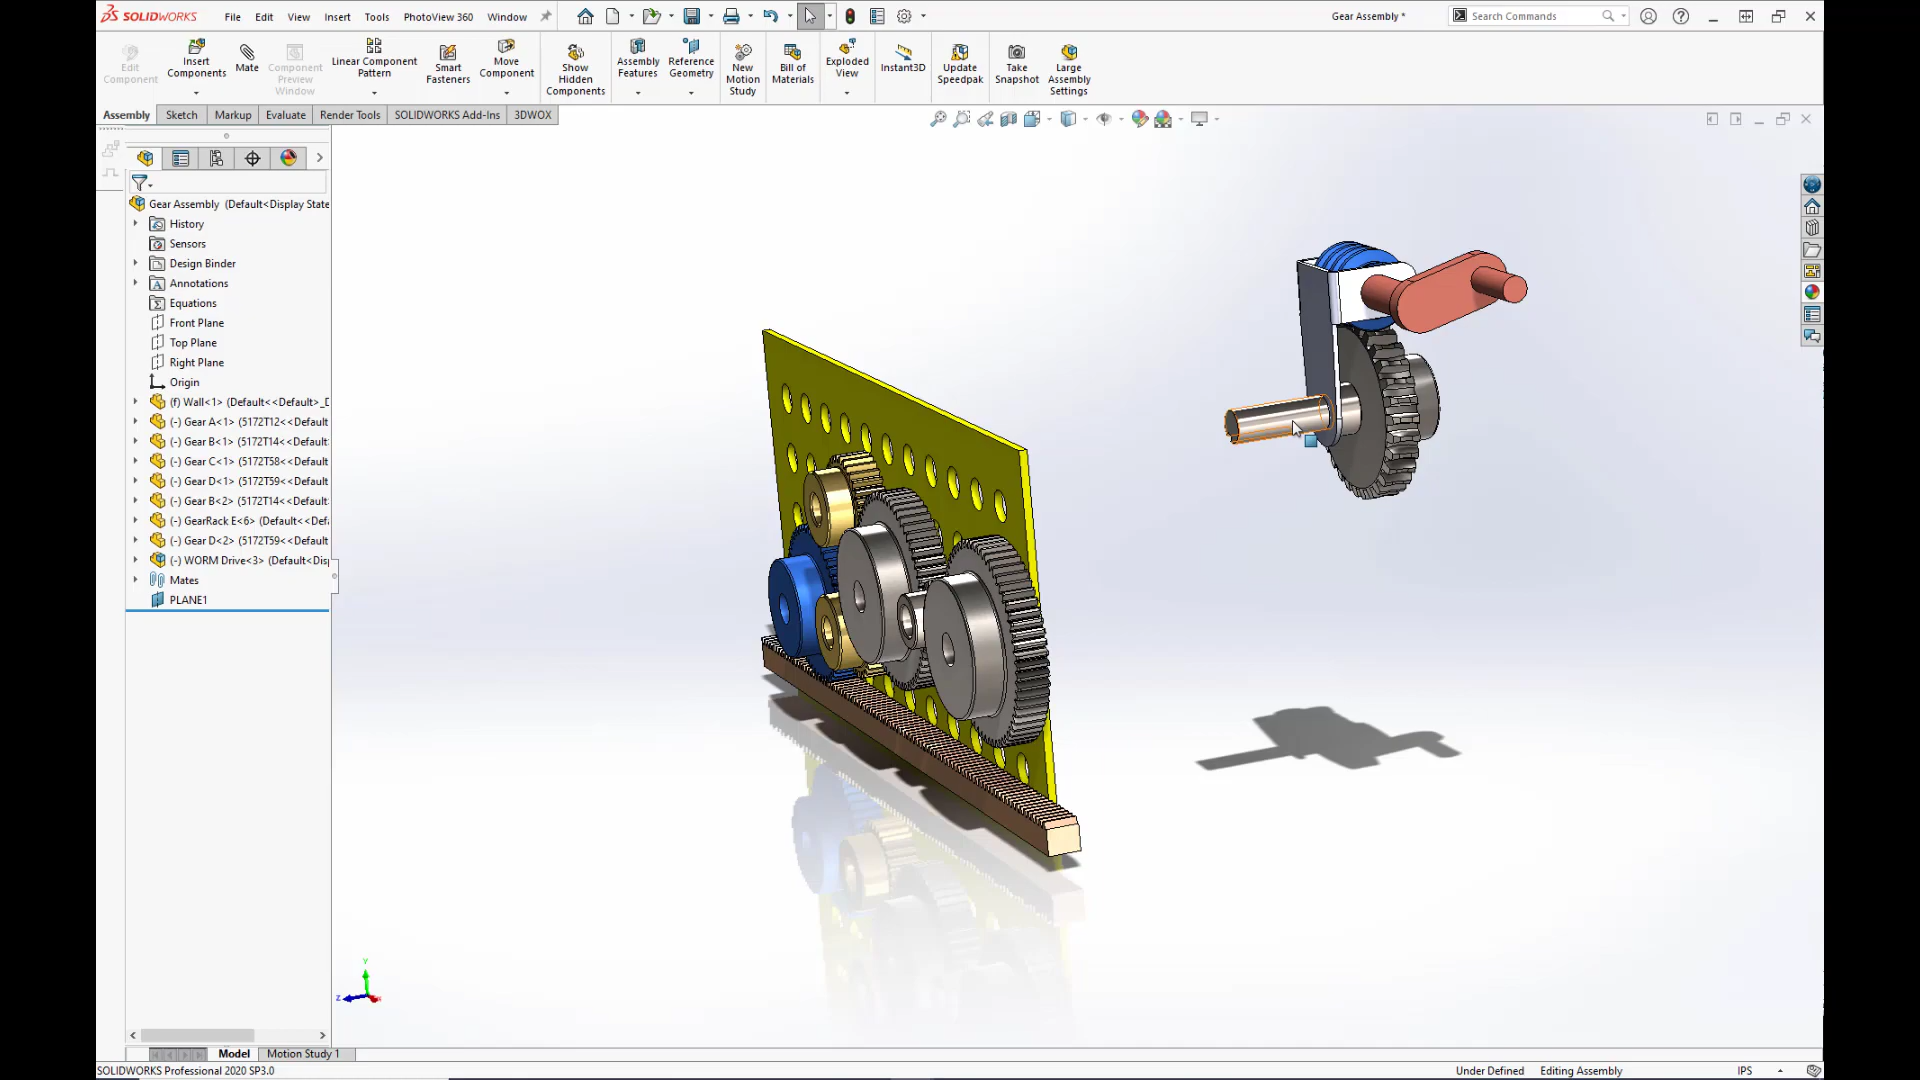 SOLIDWORKS File Edit View Insert Tools PhotoView 360 Window Gear Assembly * Search Commands
Edit Component
Insert Components
Mate
Component Preview Window
Linear Component Pattern
Smart Fasteners
Move Component
Show Hidden Components
Assembly Features
Reference Geometry
New Motion Study
Bill of Materials
Exploded View
Instant3D
Update Speedpak
Take Snapshot
Large Assembly Settings
Assembly Sketch Markup Evaluate Render Tools SOLIDWORKS Add-Ins 3DWOX
Gear Assembly (Default<Display State
History
Sensors
Design Binder
Annotations
Equations
Front Plane
Top Plane
Right Plane
Origin
(f) Wall<1> (Default<<Default>_D
(-) Gear A<1> (5172T12<<Default
(-) Gear B<1> (5172T14<<Default
(-) Gear C<1> (5172T58<<Default
(-) Gear D<1> (5172T59<<Default
(-) Gear B<2> (5172T14<<Default
(-) GearRack E<6> (Default<<Def
(-) Gear D<2> (5172T59<<Default
(-) WORM Drive<3> (Default<Dis
Mates
PLANE1
Y
Z
Model Motion Study 1
SOLIDWORKS Professional 2020 SP3.0 Under Defined Editing Assembly IPS